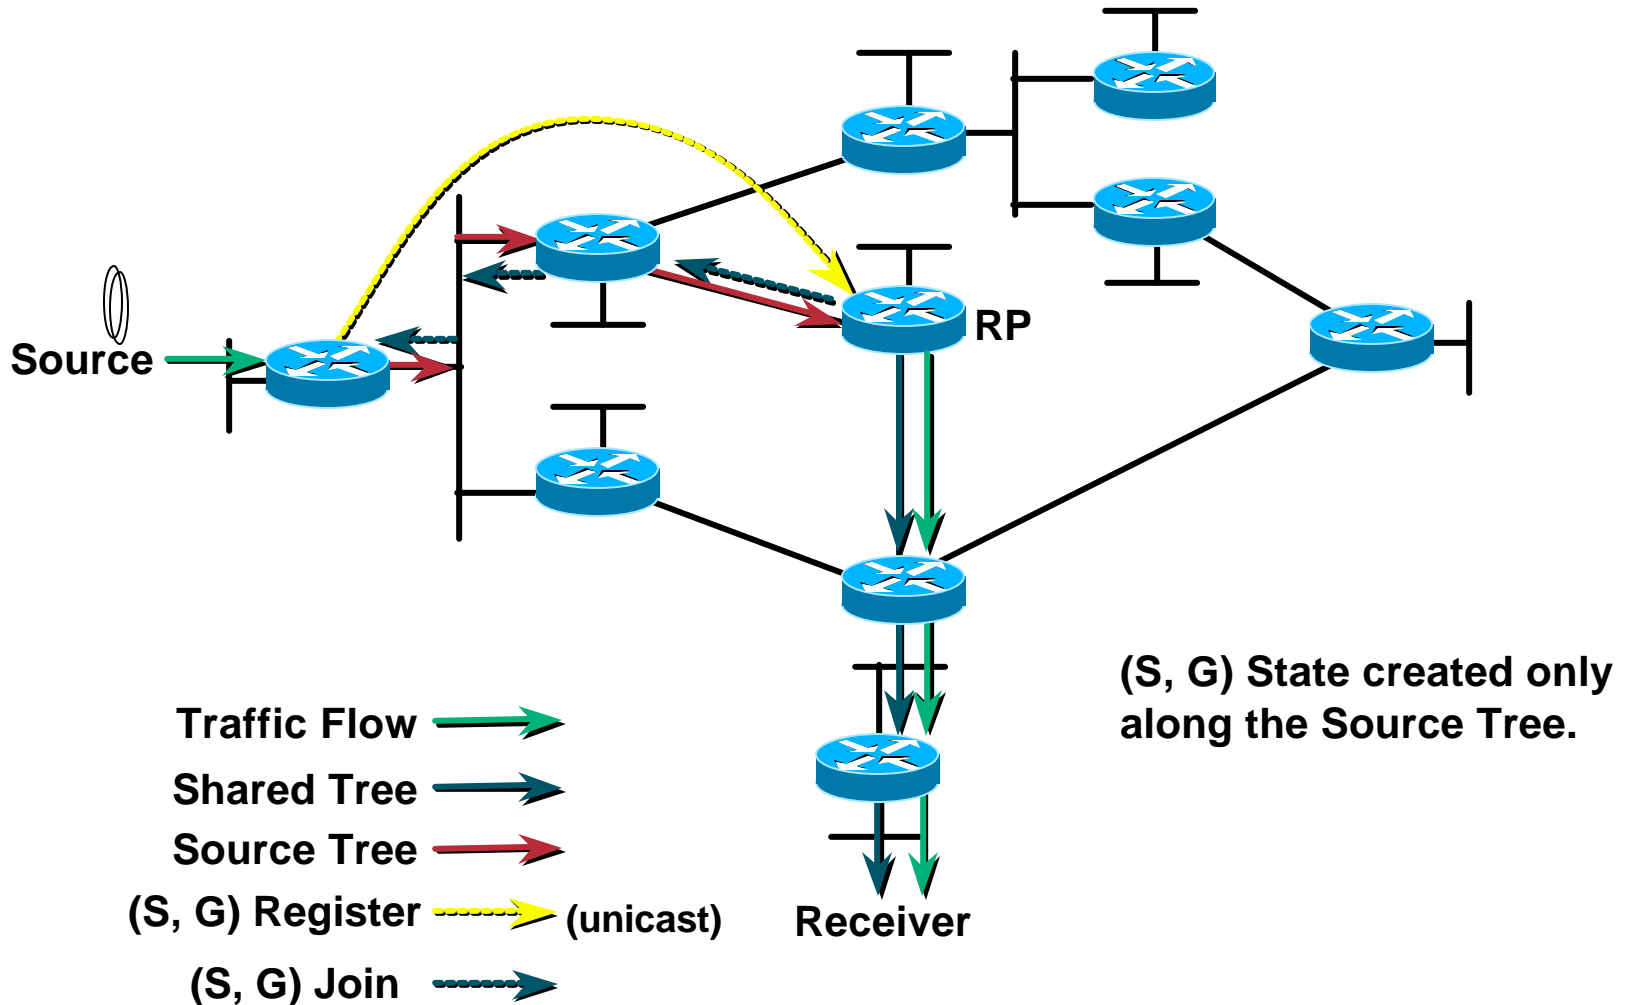 RP
Source
(S, G) State created only
along the Source Tree.
Traffic Flow
Shared Tree
Source Tree
(S, G) Register
(unicast)
Receiver
(S, G) Join